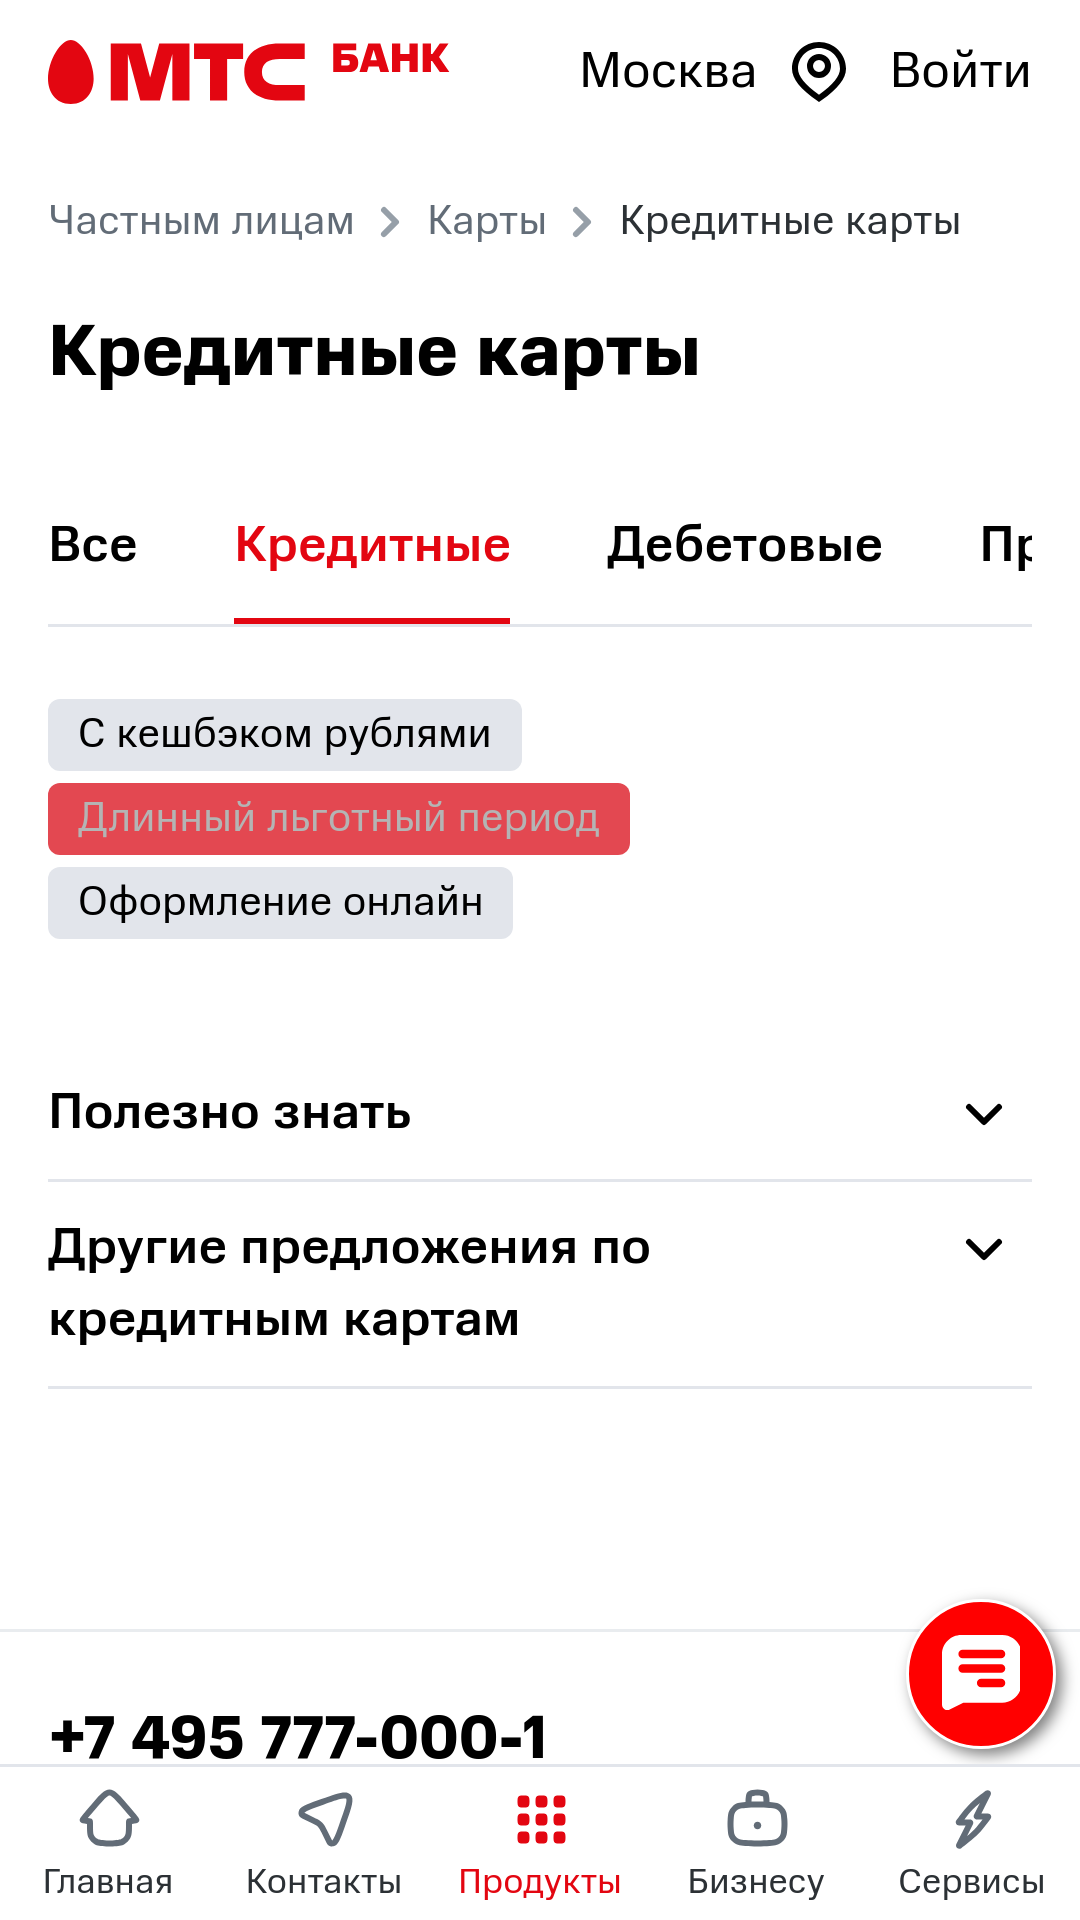 МТС БАНК Москва Войти
Частным лицам Карты Кредитные карты
Кредитные карты
Все Кредитные Дебетовые Пр
С кешбэком рублями
Длинный льготный период
Оформление онлайн
Полезно знать
Другие предложения по
кредитным картам
+7 495 777-000-1
Главная Контакты Продукты Бизнесу Сервисы